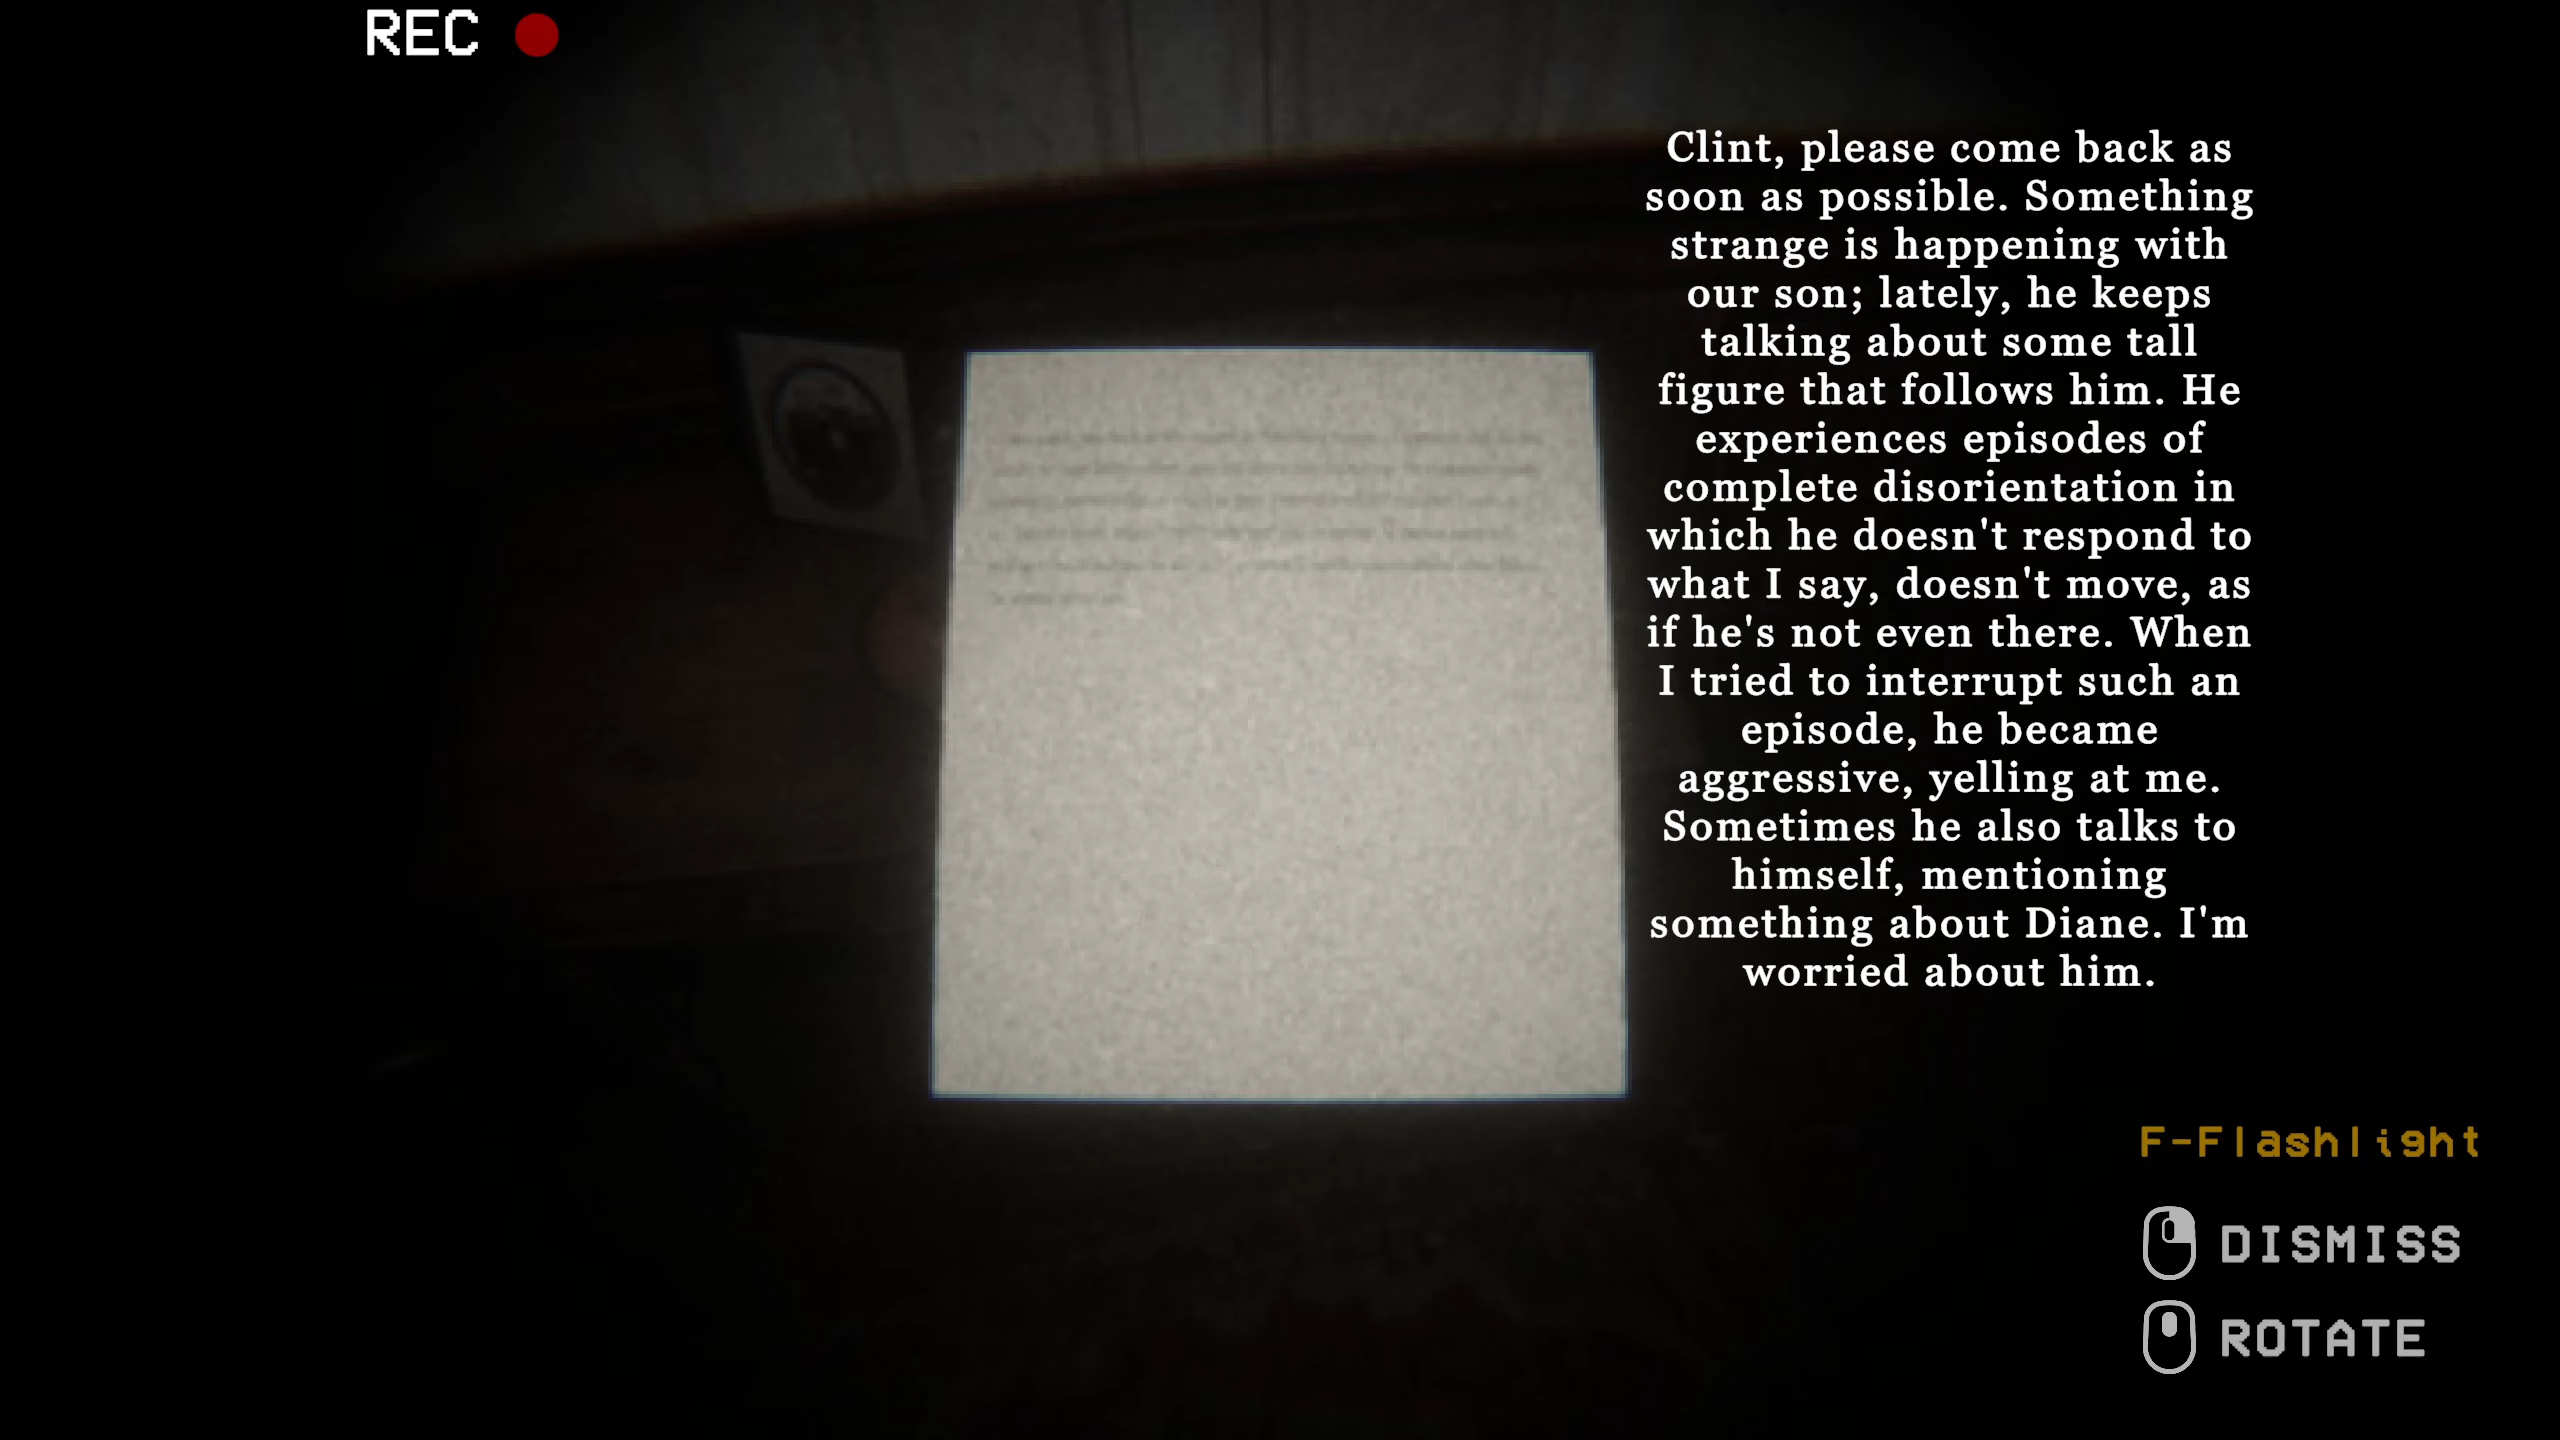 REC
Clint, please come back as
soon as possible. Something
strange is happening with
our son; lately, he keeps
talking about some tall
figure that follows him. He
experiences episodes of
complete disorientation in
which he doesn't respond to
what I say, doesn't move, as
if he's not even there. When
I tried to interrupt such an
episode, he became
aggressive, yelling at me.
Sometimes he also talks to
himself, mentioning
something about Diane. I'm
worried about him.
F-Flashlight
DISMISS
ROTATE